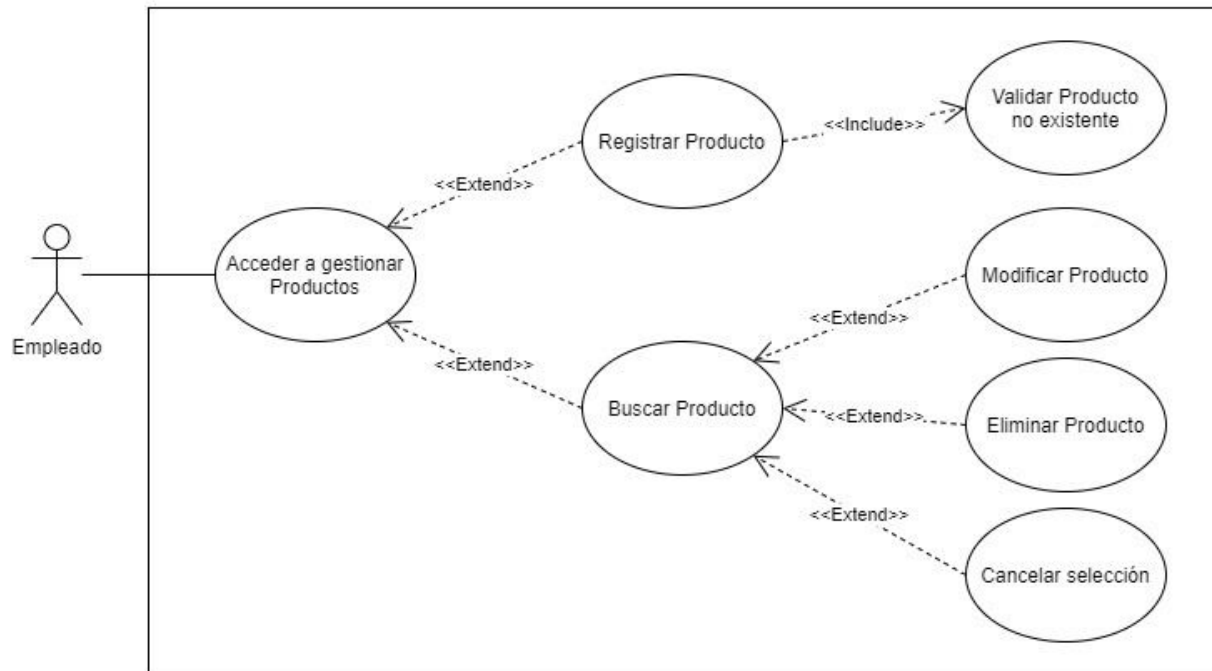 Validar Producto
no existente
<<Include>>
Registrar Producto
<<Extend>>
Acceder a gestionar
Productos
Empleado
Modificar Producto
<<Extend>>
<<Extend>>
Buscar Producto
<<Extend>>
Eliminar Producto
<<Extend>>
Cancelar selección